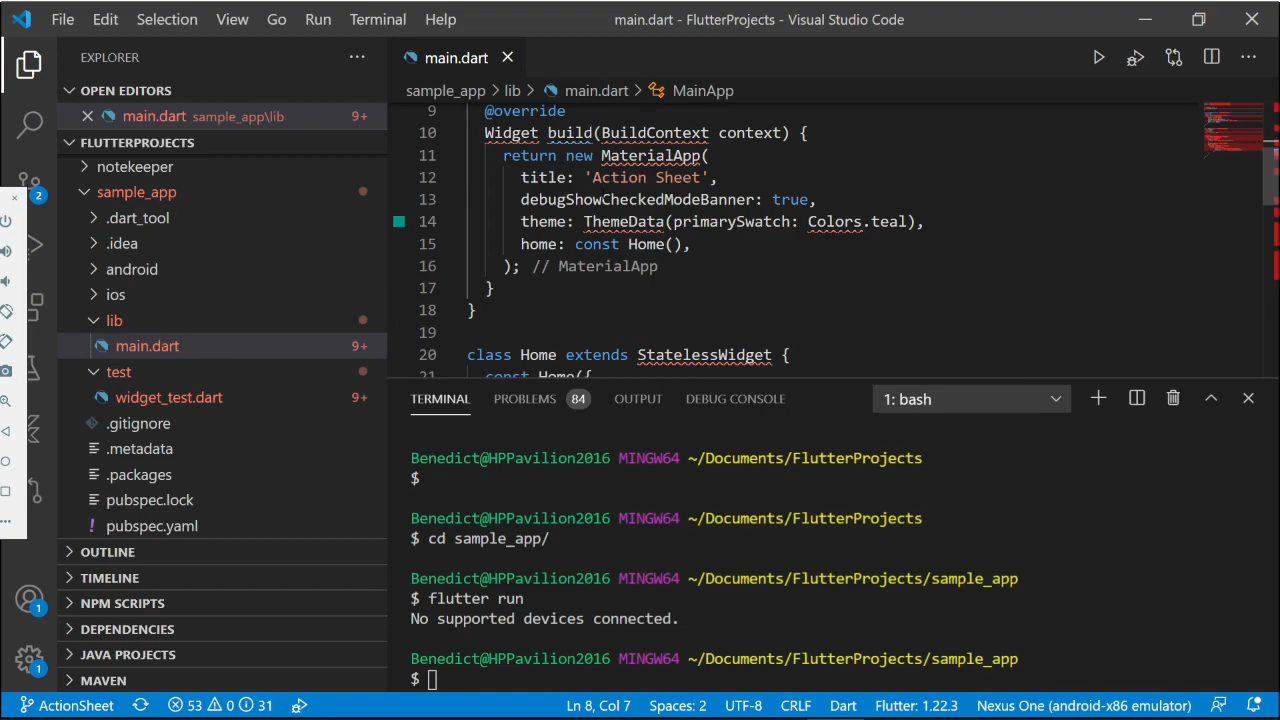 File Edit Selection View Go Run Terminal Help main.dart - FlutterProjects - Visual Studio Code
EXPLORER
OPEN EDITORS
main.dart sample_app\lib 9+
FLUTTERPROJECTS
notekeeper
sample_app
.dart_tool
.idea
android
ios
lib
main.dart 9+
test
widget_test.dart 9+
.gitignore
.metadata
.packages
pubspec.lock
! pubspec.yaml
OUTLINE
TIMELINE
NPM SCRIPTS
DEPENDENCIES
JAVA PROJECTS
MAVEN
2
1
1
main.dart
sample_app > lib > main.dart > MainApp
9 @override
10 Widget build(BuildContext context) {
11 return new MaterialApp(
12 title: 'Action Sheet',
13 debugShowCheckedModeBanner: true,
14 theme: ThemeData(primarySwatch: Colors.teal),
15 home: const Home(),
16 ); // MaterialApp
17 }
18 }
19
20 class Home extends StatelessWidget {
21 const Home({
TERMINAL PROBLEMS 84 OUTPUT DEBUG CONSOLE 1: bash
Benedict@HPPavilion2016 MINGW64 ~/Documents/FlutterProjects
$
Benedict@HPPavilion2016 MINGW64 ~/Documents/FlutterProjects
$ cd sample_app/
Benedict@HPPavilion2016 MINGW64 ~/Documents/FlutterProjects/sample_app
$ flutter run
No supported devices connected.
Benedict@HPPavilion2016 MINGW64 ~/Documents/FlutterProjects/sample_app
$
ActionSheet 53 0 31 Ln 8, Col 7 Spaces: 2 UTF-8 CRLF Dart Flutter: 1.22.3 Nexus One (android-x86 emulator)